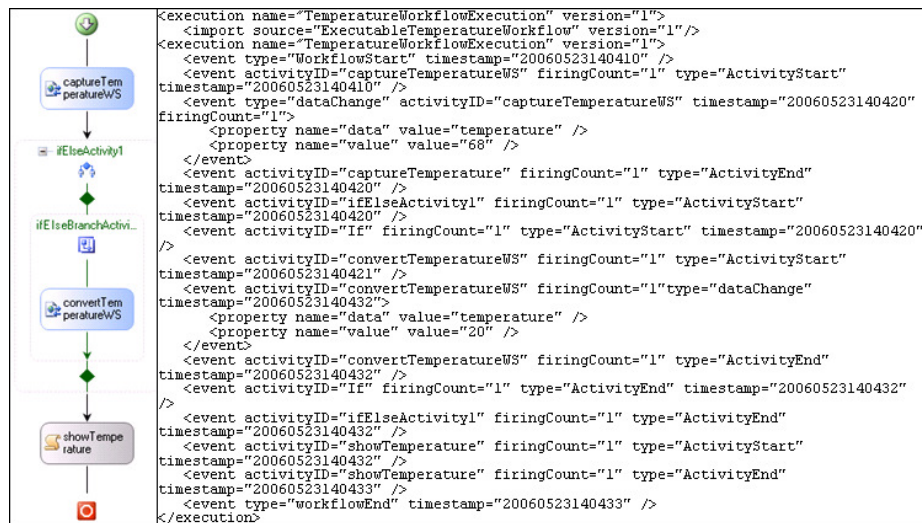 captureTem
peratureWS
ifElseActivity1
ifElseBranchActivi...
convertTem
peratureWS
showTempe
rature
<execution name="TemperatureWorkflowExecution" version="1">
<import source="ExecutableTemperatureWorkflow" version="1"/>
<execution name="TemperatureWorkflowExecution" version="1">
<event type="WorkflowStart" timestamp="20060523140410" />
<event activityID="captureTemperatureWS" firingCount="1" type="ActivityStart"
timestamp="20060523140410" />
<event type="dataChange" activityID="captureTemperatureWS" timestamp="20060523140420"
firingCount="1">
<property name="data" value="temperature" />
<property name="value" value="68" />
</event>
<event activityID="captureTemperature" firingCount="1" type="ActivityEnd"
timestamp="20060523140420" />
<event activityID="ifElseActivity1" firingCount="1" type="ActivityStart"
timestamp="20060523140420" />
<event activityID="If" firingCount="1" type="ActivityStart" timestamp="20060523140420"
/>
<event activityID="convertTemperatureWS" firingCount="1" type="ActivityStart"
timestamp="20060523140421" />
<event activityID="convertTemperatureWS" firingCount="1"type="dataChange"
timestamp="20060523140432">
<property name="data" value="temperature" />
<property name="value" value="20" />
</event>
<event activityID="convertTemperatureWS" firingCount="1" type="ActivityEnd"
timestamp="20060523140432" />
<event activityID="If" firingCount="1" type="ActivityEnd" timestamp="20060523140432"
/>
<event activityID="ifElseActivity1" firingCount="1" type="ActivityEnd"
timestamp="20060523140432" />
<event activityID="showTemperature" firingCount="1" type="ActivityStart"
timestamp="20060523140432" />
<event activityID="showTemperature" firingCount="1" type="ActivityEnd"
timestamp="20060523140433" />
<event type="workflowEnd" timestamp="20060523140433" />
</execution>